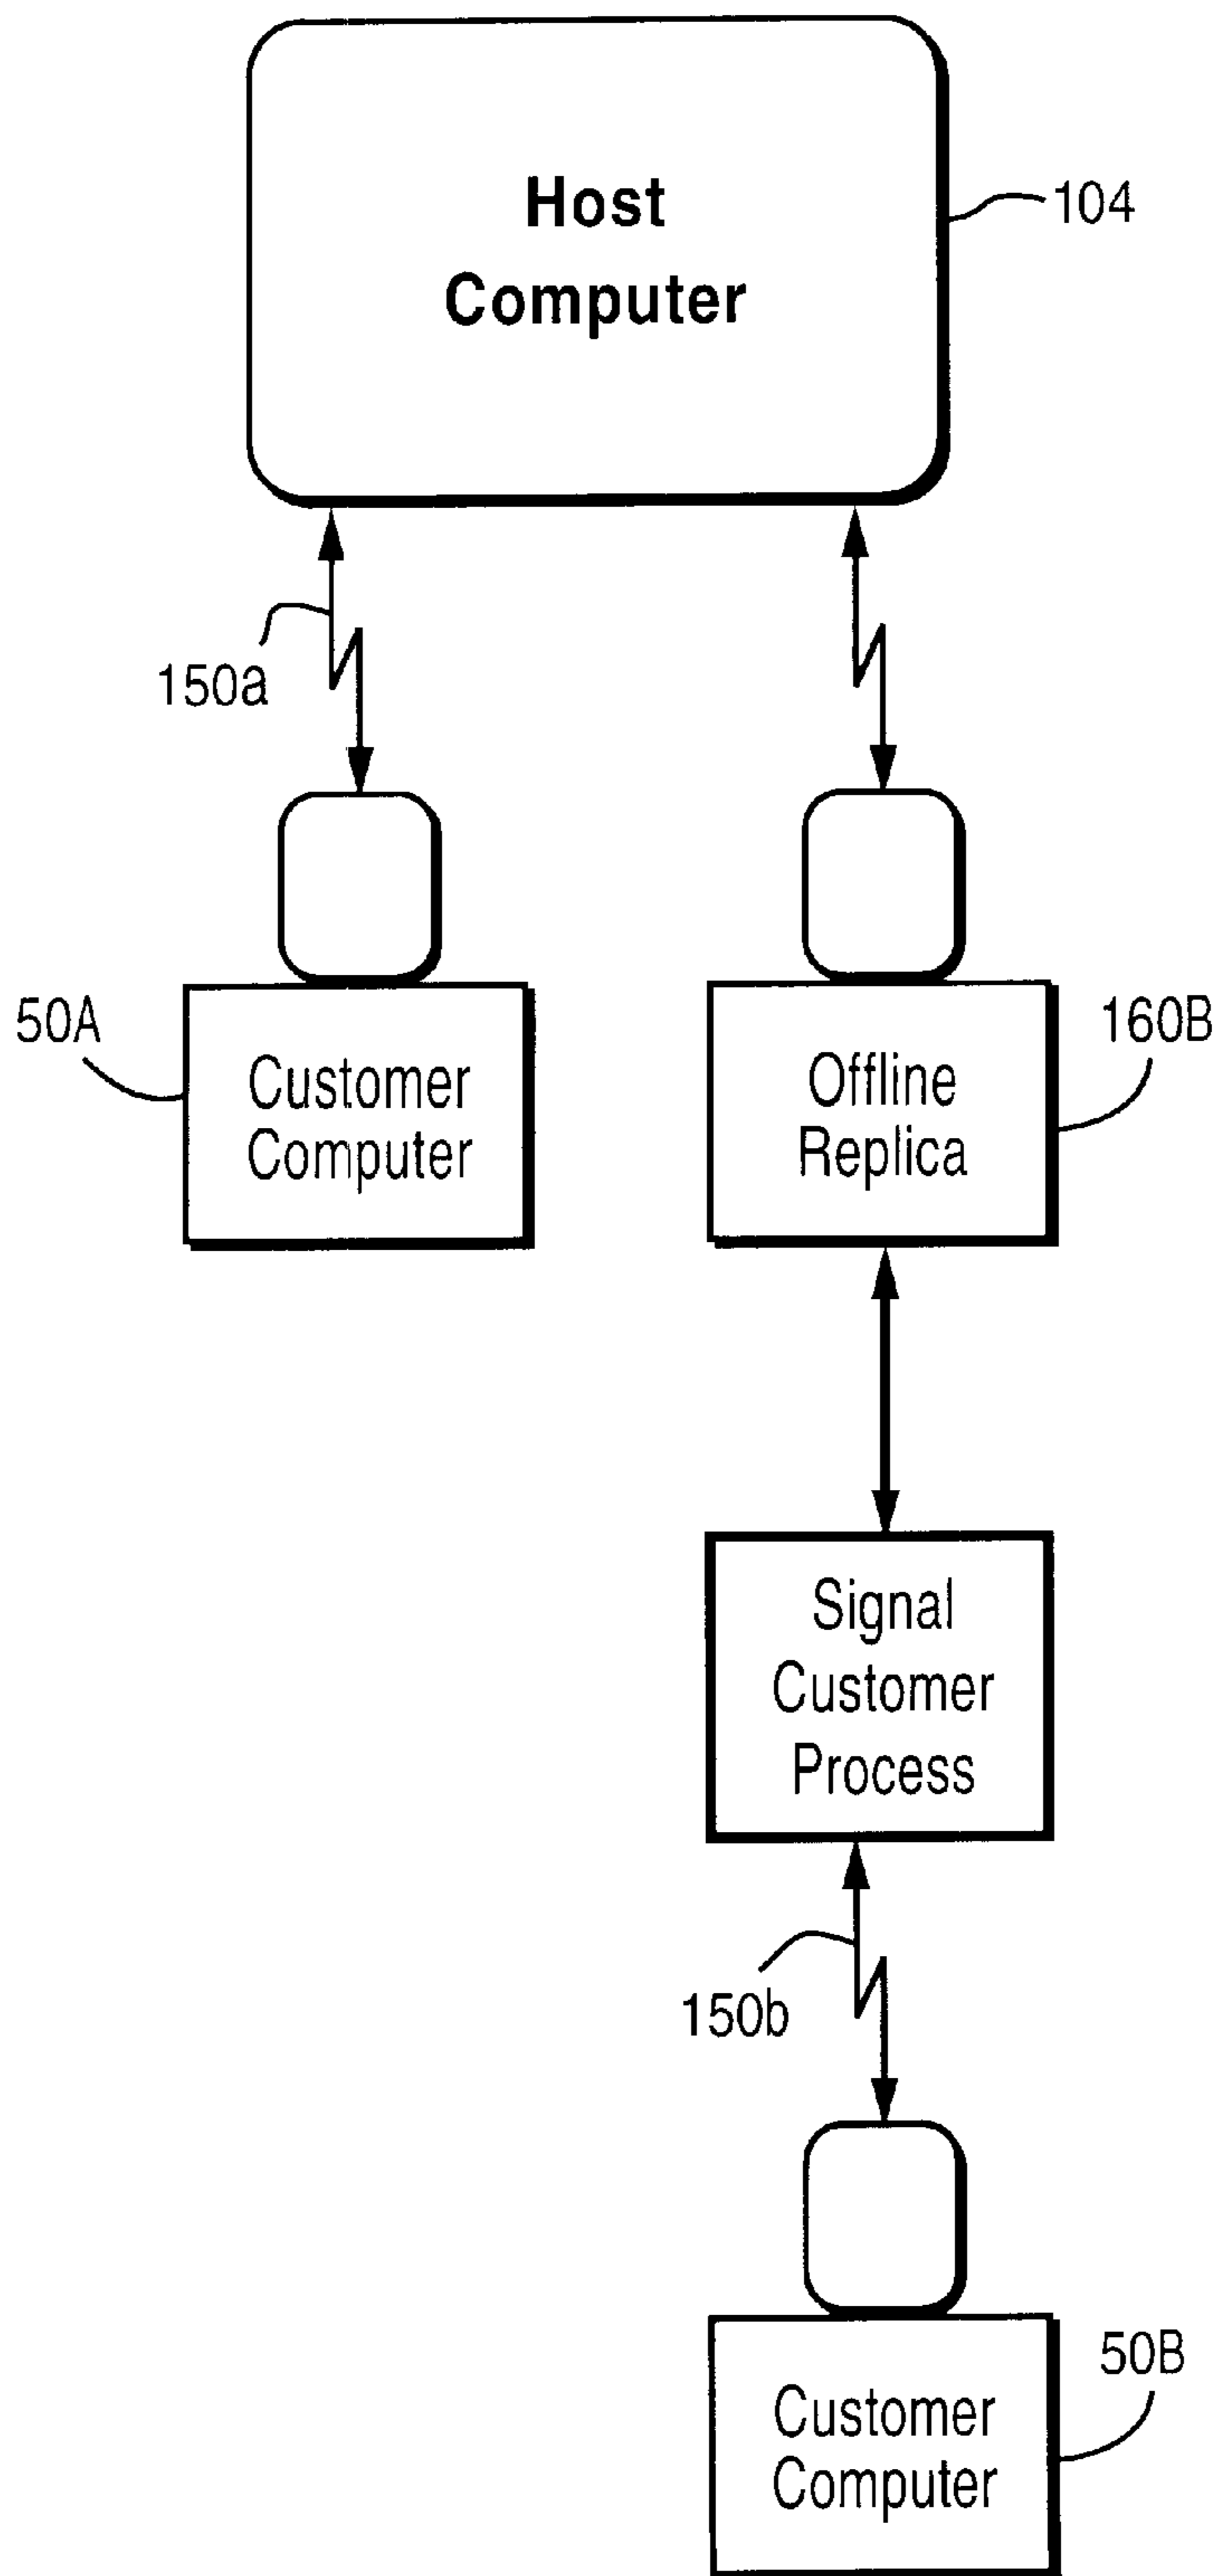 Host
Computer
104
150a
50A
Customer
Computer
160B
Offline
Replica
Signal
Customer
Process
150b
50B
Customer
Computer